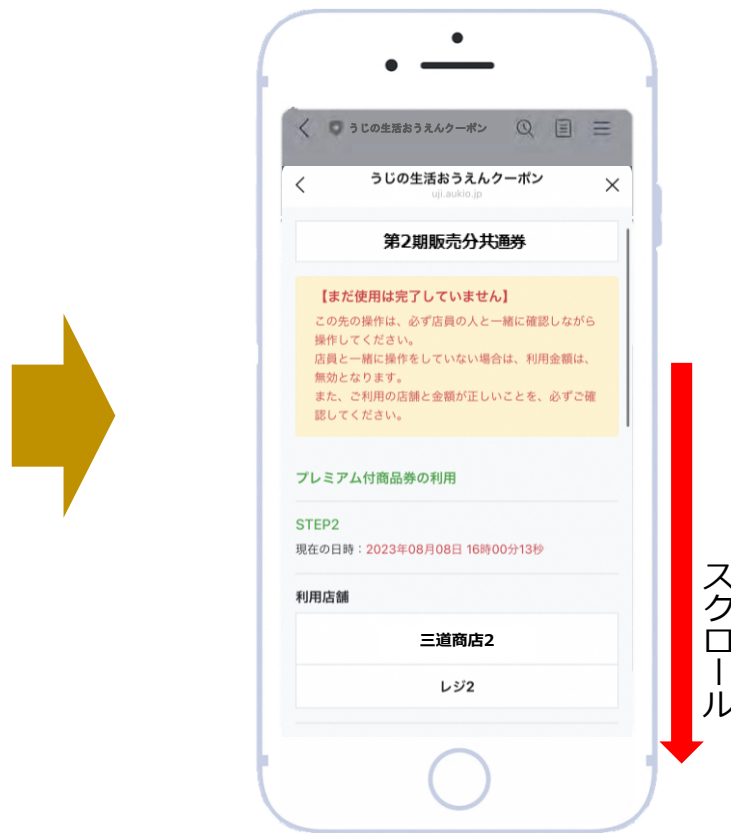 うじの生活おうえんクーポン
うじの生活おうえんクーポン
uji.aukio.jp
第2期販売分共通券
【まだ使用は完了していません】
この先の操作は、必ず店員の人と一緒に確認しながら
操作してください。
店員と一緒に操作をしていない場合は、利用金額は、
無効となります。
また、ご利用の店舗と金額が正しいことを、必ずご確
認してください。
プレミアム付商品券の利用
STEP2
現在の日時：2023年08月08日 16時00分13秒
利用店舗
三道商店2
レジ2
スクロール